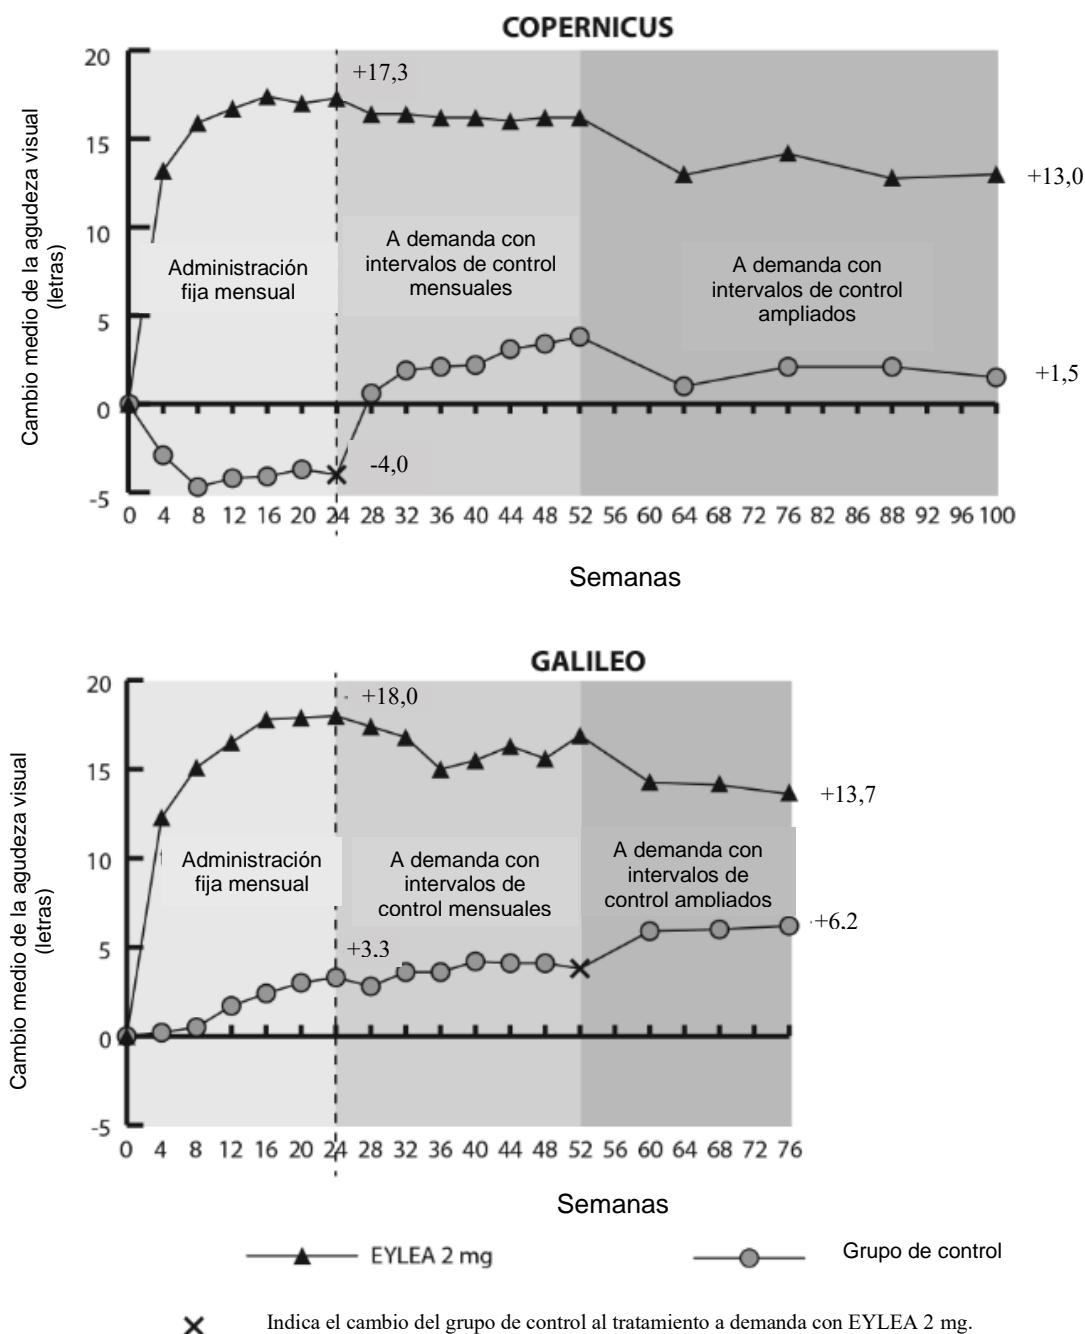 COPERNICUS
Cambio medio de la agudeza visual
(letras)
20
15
10
5
0
-5
+17,3
+13,0
Administración
fija mensual
A demanda con
intervalos de control
mensuales
A demanda con
intervalos de control
ampliados
+1,5
-4,0
0 4 8 12 16 20 24 28 32 36 40 44 48 52 56 60 64 68 72 76 82 86 88 92 96 100
Semanas
GALILEO
Cambio medio de la agudeza visual
(letras)
20
15
10
5
0
-5
+18,0
+13,7
Administración
fija mensual
A demanda con
intervalos de
control mensuales
A demanda con
intervalos de
control ampliados
+3.3
+6.2
0 4 8 12 16 20 24 28 32 36 40 44 48 52 56 60 64 68 72 76
Semanas
EYLEA 2 mg
Grupo de control
Indica el cambio del grupo de control al tratamiento a demanda con EYLEA 2 mg.